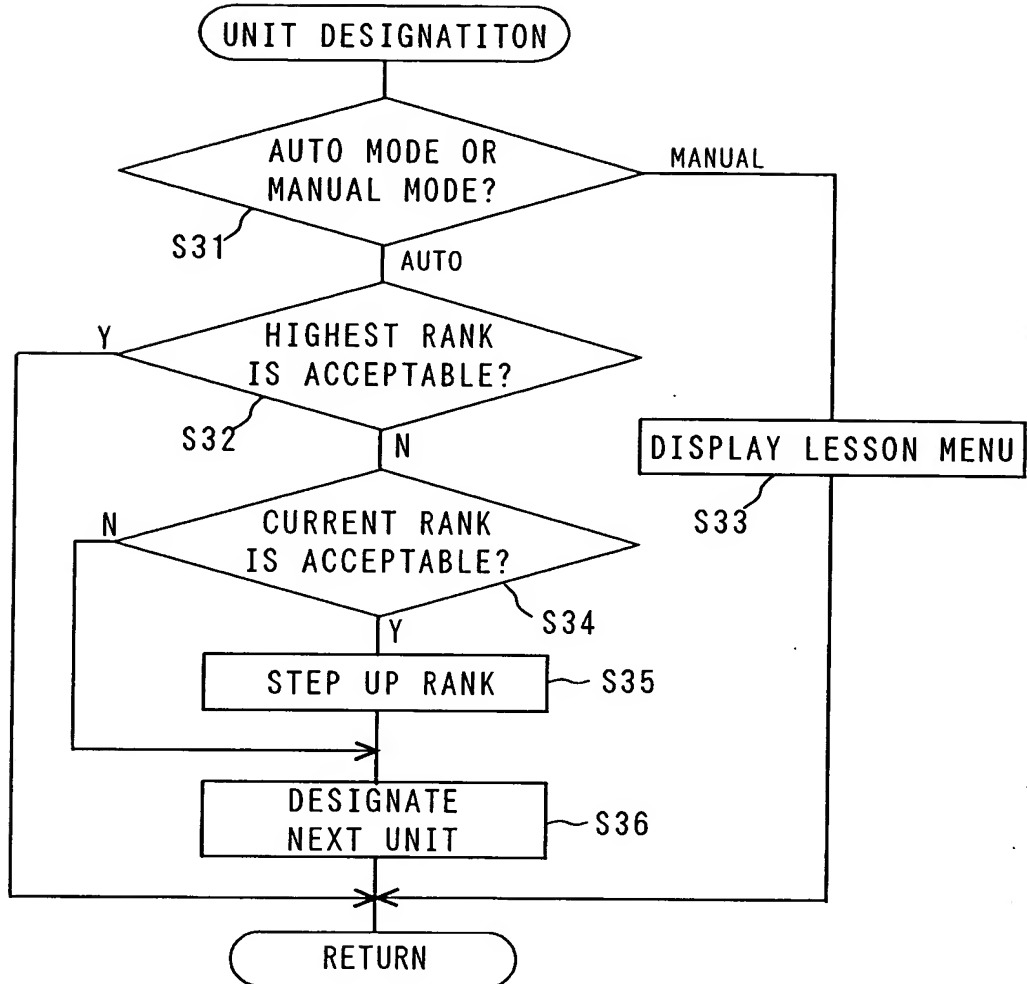 UNIT DESIGNATITON
AUTO MODE OR
MANUAL MODE?
MANUAL
S31
AUTO
Y
HIGHEST RANK
IS ACCEPTABLE?
S32
N
DISPLAY LESSON MENU
S33
N
CURRENT RANK
IS ACCEPTABLE?
S34
Y
STEP UP RANK
S35
DESIGNATE
NEXT UNIT
S36
RETURN